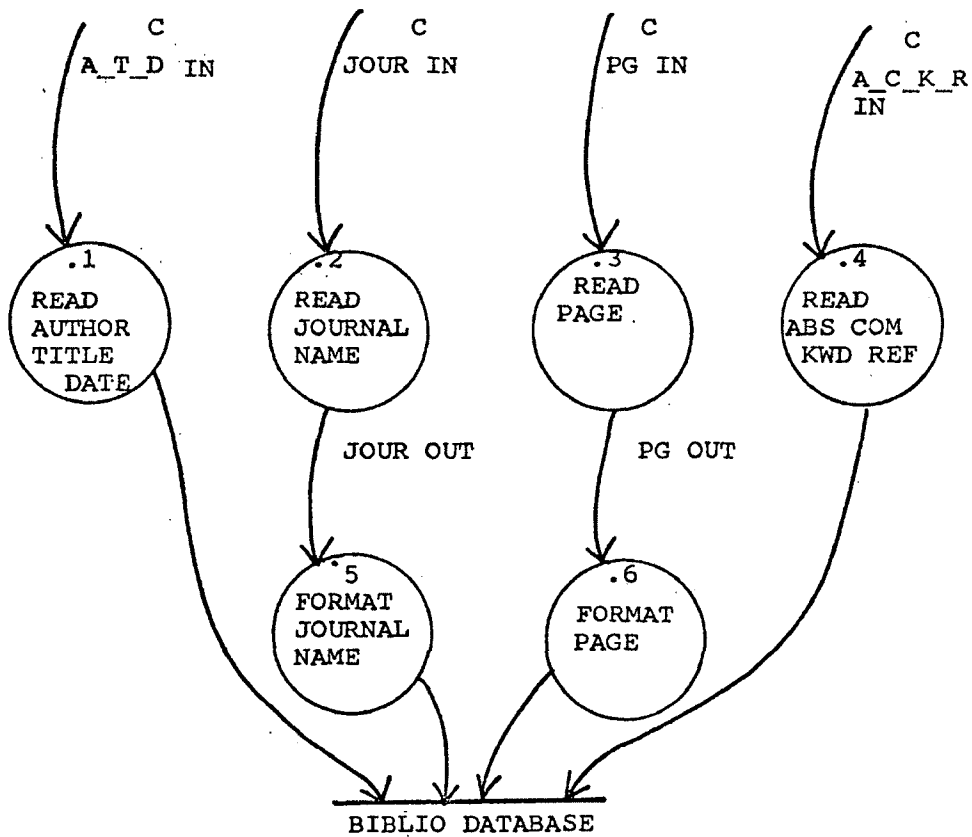 C
A_T_D IN
C
JOUR IN
C
PG IN
C
A_C_K_R
IN
.1
READ
AUTHOR
TITLE
DATE
.2
READ
JOURNAL
NAME
.3
READ
PAGE
.4
READ
ABS COM
KWD REF
JOUR OUT
PG OUT
.5
FORMAT
JOURNAL
NAME
.6
FORMAT
PAGE
BIBLIO DATABASE